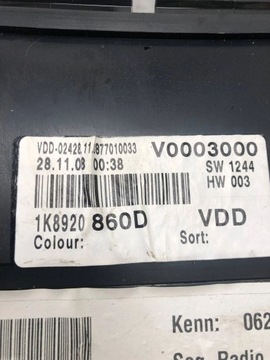 VDD-02428.11.0877010033 V0003000
28.11.08 00:38 SW 1244
HW 003
1K8920 860D VDD
Colour: Sort:
Kenn: 062
Radio